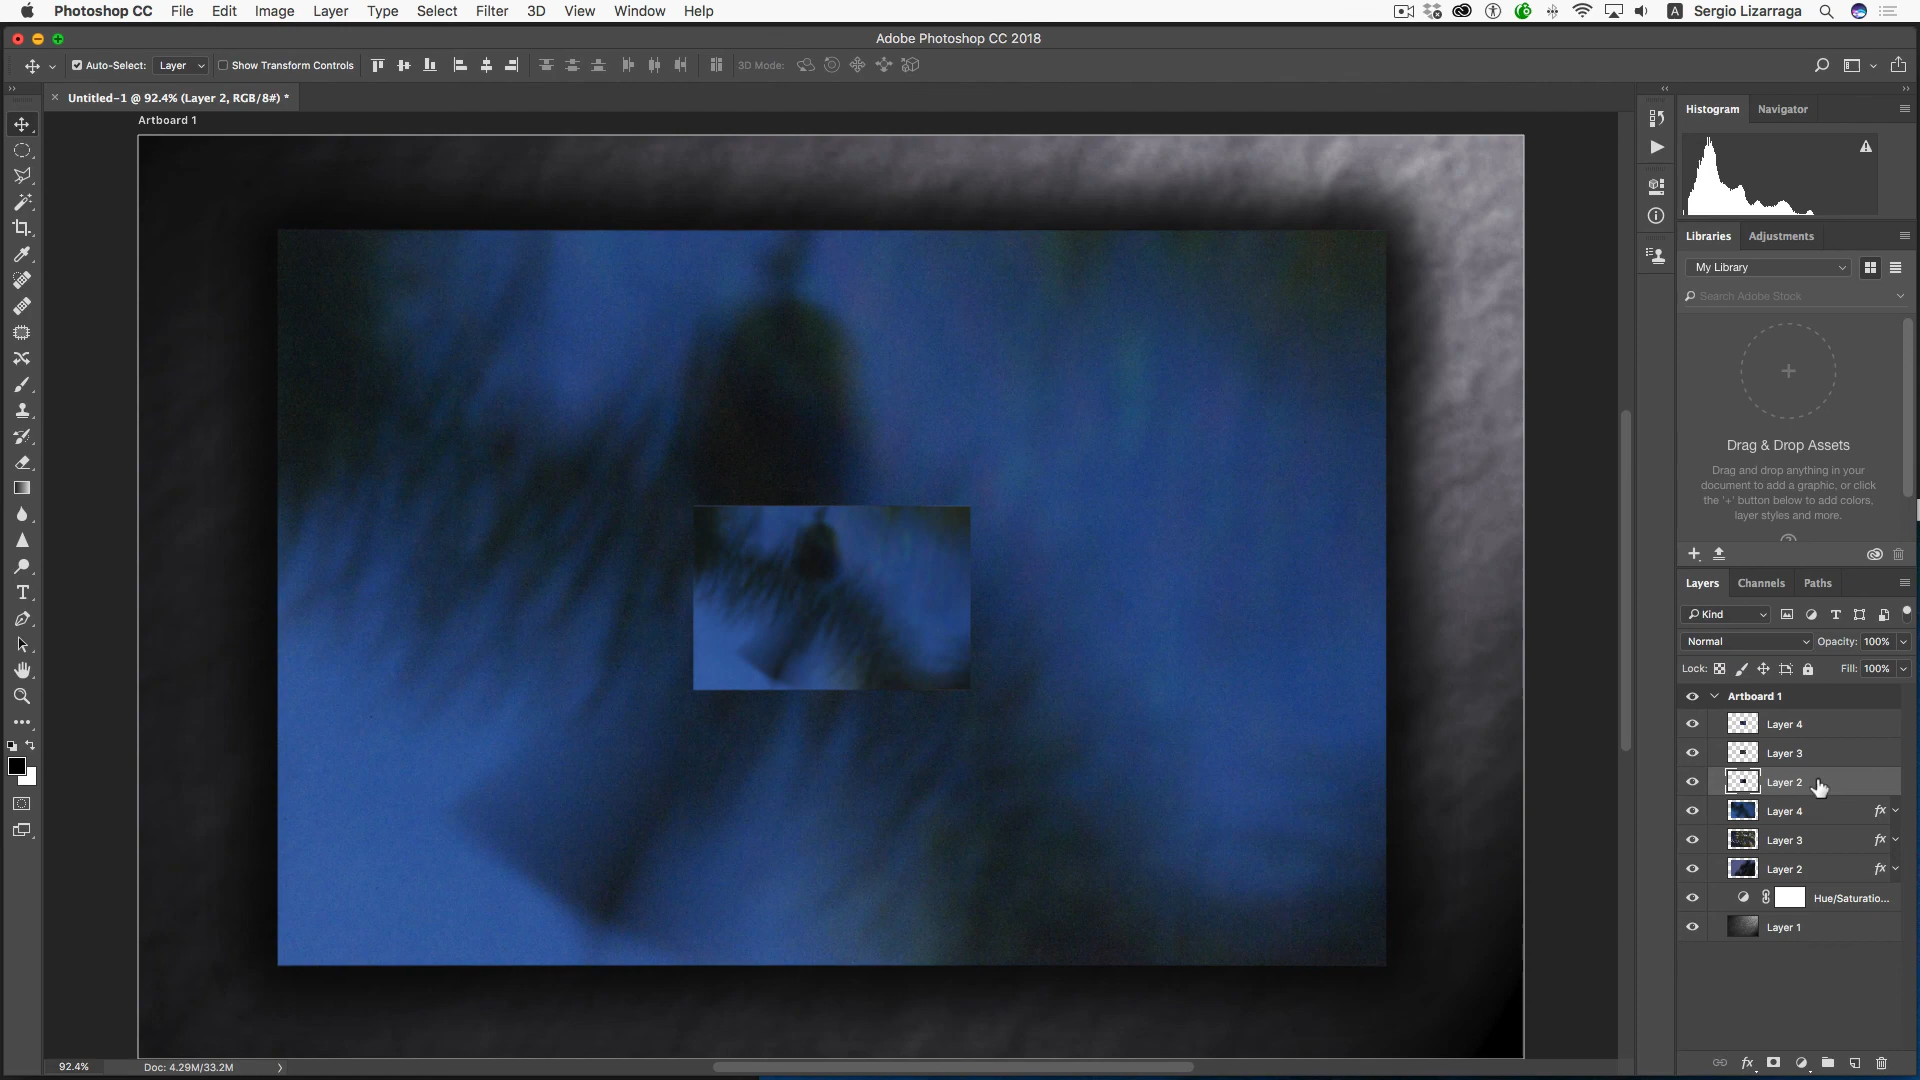 Photoshop CC File Edit Image Layer Type Select Filter 3D View Window Help A Sergio Lizarraga
Adobe Photoshop CC 2018
Auto-Select: Layer Show Transform Controls 3D Mode:
Untitled-1 @ 92.4% (Layer 2, RGB/8#) *
Artboard 1
Histogram Navigator
Libraries Adjustments
My Library
Search Adobe Stock
Drag & Drop Assets
Drag and drop anything in your
document to add a graphic, or click
the '+' button below to add colors,
layer styles and more.
Layers Channels Paths
Kind
Normal Opacity: 100%
Lock: Fill: 100%
Artboard 1
Layer 4
Layer 3
Layer 2
Layer 4 fx
Layer 3 fx
Layer 2 fx
Hue/Saturatio...
Layer 1
92.4% Doc: 4.29M/33.2M
fx